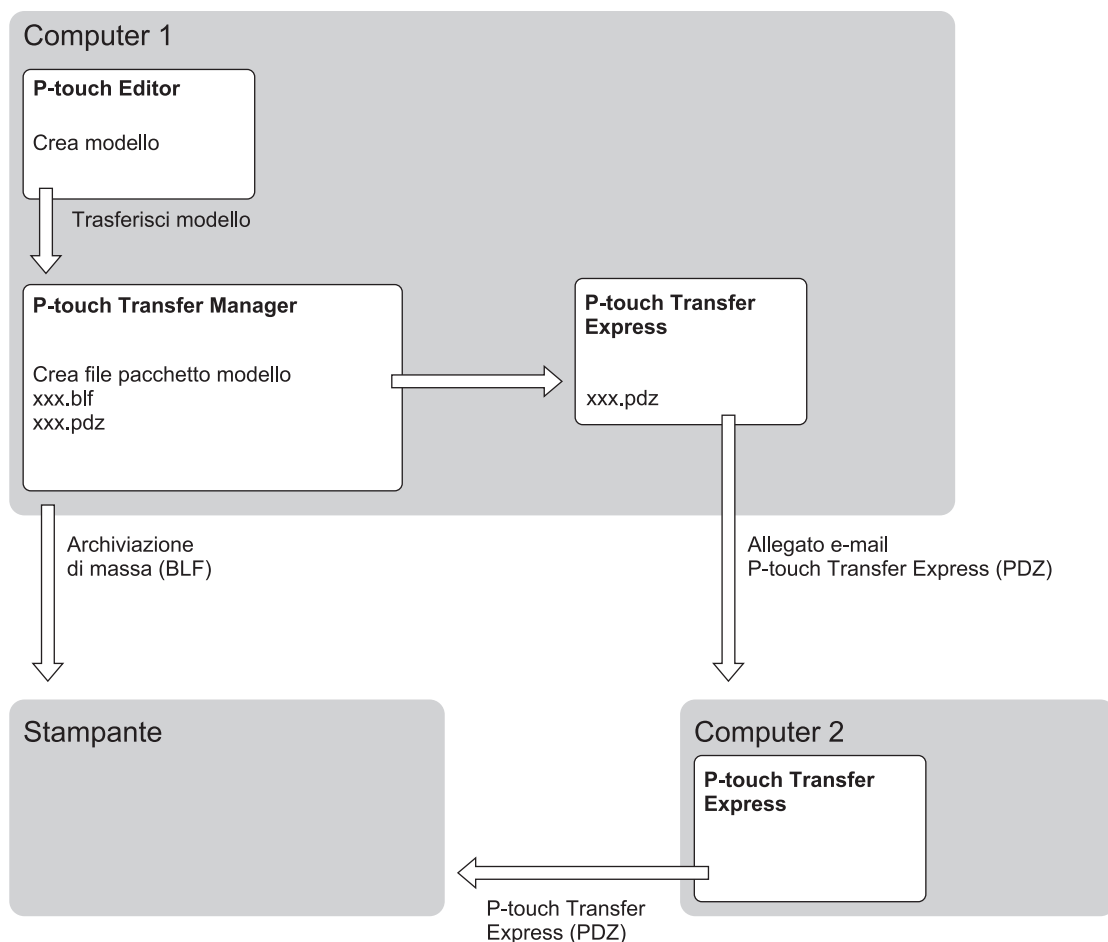 Computer 1
P-touch Editor
Crea modello
Trasferisci modello
P-touch Transfer Manager
Crea file pacchetto modello
xxx.blf
xxx.pdz
P-touch Transfer
Express
xxx.pdz
Archiviazione
di massa (BLF)
Allegato e-mail
P-touch Transfer Express (PDZ)
Stampante
Computer 2
P-touch Transfer
Express
P-touch Transfer
Express (PDZ)